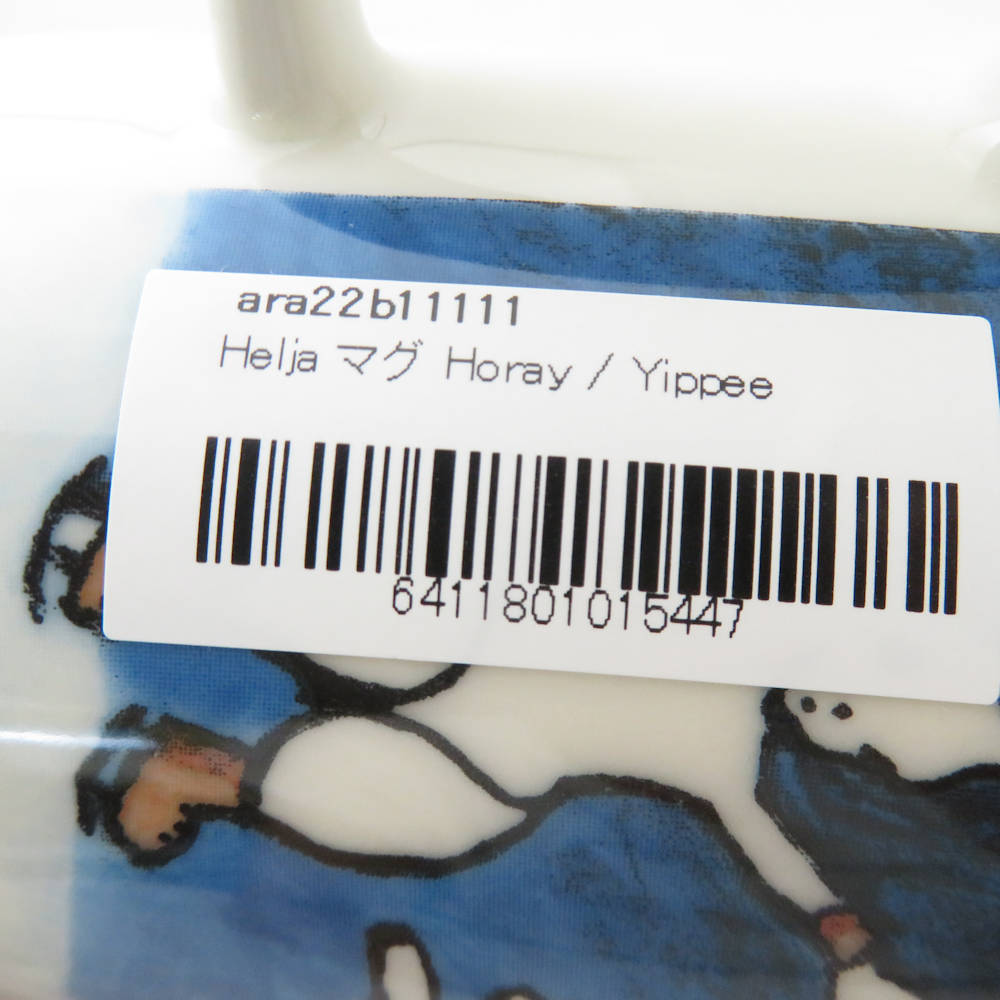 ara22b11111
Helja マグ Horay / Yippee
6411801015447